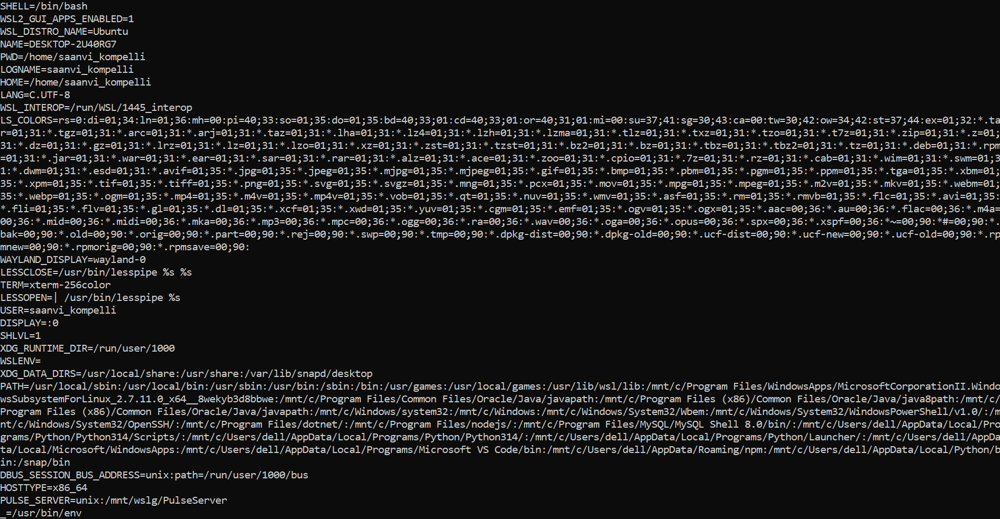 SHELL=/bin/bash
WSL2_GUI_APPS_ENABLED=1
WSL_DISTRO_NAME=Ubuntu
NAME=DESKTOP-2U40RG7
PWD=/home/saanvi_kompelli
LOGNAME=saanvi_kompelli
HOME=/home/saanvi_kompelli
LANG=C.UTF-8
WSL_INTEROP=/run/WSL/1445_interop
LS_COLORS=rs=0:di=01;34:ln=01;36:mh=00:pi=40;33:so=01;35:do=01;35:bd=40;33;01:cd=40;33;01:or=40;31;01:mi=00:su=37;41:sg=30;43:ca=00:tw=30;42:ow=34;42:st=37;44:ex=01;32:*.ta
r=01;31:*.tgz=01;31:*.arc=01;31:*.arj=01;31:*.taz=01;31:*.lha=01;31:*.lz4=01;31:*.lzh=01;31:*.lzma=01;31:*.tlz=01;31:*.txz=01;31:*.tzo=01;31:*.t7z=01;31:*.zip=01;31:*.z=01;
31:*.dz=01;31:*.gz=01;31:*.lrz=01;31:*.lz=01;31:*.lzo=01;31:*.xz=01;31:*.zst=01;31:*.tzst=01;31:*.bz2=01;31:*.bz=01;31:*.tbz=01;31:*.tbz2=01;31:*.tz=01;31:*.deb=01;31:*.rpm
=01;31:*.jar=01;31:*.war=01;31:*.ear=01;31:*.sar=01;31:*.rar=01;31:*.alz=01;31:*.ace=01;31:*.zoo=01;31:*.cpio=01;31:*.7z=01;31:*.rz=01;31:*.cab=01;31:*.wim=01;31:*.swm=01;3
1:*.dwm=01;31:*.esd=01;31:*.avif=01;35:*.jpg=01;35:*.jpeg=01;35:*.mjpg=01;35:*.mjpeg=01;35:*.gif=01;35:*.bmp=01;35:*.pbm=01;35:*.pgm=01;35:*.ppm=01;35:*.tga=01;35:*.xbm=01;
35:*.xpm=01;35:*.tif=01;35:*.tiff=01;35:*.png=01;35:*.svg=01;35:*.svgz=01;35:*.mng=01;35:*.pcx=01;35:*.mov=01;35:*.mpg=01;35:*.mpeg=01;35:*.m2v=01;35:*.mkv=01;35:*.webm=01;
35:*.webp=01;35:*.ogm=01;35:*.mp4=01;35:*.m4v=01;35:*.mp4v=01;35:*.vob=01;35:*.qt=01;35:*.nuv=01;35:*.wmv=01;35:*.asf=01;35:*.rm=01;35:*.rmvb=01;35:*.flc=01;35:*.avi=01;35:
*.fli=01;35:*.flv=01;35:*.gl=01;35:*.dl=01;35:*.xcf=01;35:*.xwd=01;35:*.yuv=01;35:*.cgm=01;35:*.emf=01;35:*.ogv=01;35:*.ogx=01;35:*.aac=00;36:*.au=00;36:*.flac=00;36:*.m4a=
00;36:*.mid=00;36:*.midi=00;36:*.mka=00;36:*.mp3=00;36:*.mpc=00;36:*.ogg=00;36:*.ra=00;36:*.wav=00;36:*.oga=00;36:*.opus=00;36:*.spx=00;36:*.xspf=00;36:*~=00;90:*#=00;90:*.
bak=00;90:*.old=00;90:*.orig=00;90:*.part=00;90:*.rej=00;90:*.swp=00;90:*.tmp=00;90:*.dpkg-dist=00;90:*.dpkg-old=00;90:*.ucf-dist=00;90:*.ucf-new=00;90:*.ucf-old=00;90:*.rp
mnew=00;90:*.rpmorig=00;90:*.rpmsave=00;90:
WAYLAND_DISPLAY=wayland-0
LESSCLOSE=/usr/bin/lesspipe %s %s
TERM=xterm-256color
LESSOPEN=| /usr/bin/lesspipe %s
USER=saanvi_kompelli
DISPLAY=:0
SHLVL=1
XDG_RUNTIME_DIR=/run/user/1000
WSLENV=
XDG_DATA_DIRS=/usr/local/share:/usr/share:/var/lib/snapd/desktop
PATH=/usr/local/sbin:/usr/local/bin:/usr/sbin:/usr/bin:/sbin:/bin:/usr/games:/usr/local/games:/usr/lib/wsl/lib:/mnt/c/Program Files/WindowsApps/MicrosoftCorporationII.Windo
wsSubsystemForLinux_2.7.11.0_x64__8wekyb3d8bbwe:/mnt/c/Program Files/Common Files/Oracle/Java/javapath:/mnt/c/Program Files (x86)/Common Files/Oracle/Java/java8path:/mnt/c/
Program Files (x86)/Common Files/Oracle/Java/javapath:/mnt/c/Windows/system32:/mnt/c/Windows:/mnt/c/Windows/System32/Wbem:/mnt/c/Windows/System32/WindowsPowerShell/v1.0/:/m
nt/c/Windows/System32/OpenSSH/:/mnt/c/Program Files/dotnet/:/mnt/c/Program Files/nodejs/:/mnt/c/Program Files/MySQL/MySQL Shell 8.0/bin/:/mnt/c/Users/dell/AppData/Local/Pro
grams/Python/Python314/Scripts/:/mnt/c/Users/dell/AppData/Local/Programs/Python/Python314/:/mnt/c/Users/dell/AppData/Local/Programs/Python/Launcher/:/mnt/c/Users/dell/AppDa
ta/Local/Microsoft/WindowsApps:/mnt/c/Users/dell/AppData/Local/Programs/Microsoft VS Code/bin:/mnt/c/Users/dell/AppData/Roaming/npm:/mnt/c/Users/dell/AppData/Local/Python/b
in:/snap/bin
DBUS_SESSION_BUS_ADDRESS=unix:path=/run/user/1000/bus
HOSTTYPE=x86_64
PULSE_SERVER=unix:/mnt/wslg/PulseServer
_=/usr/bin/env